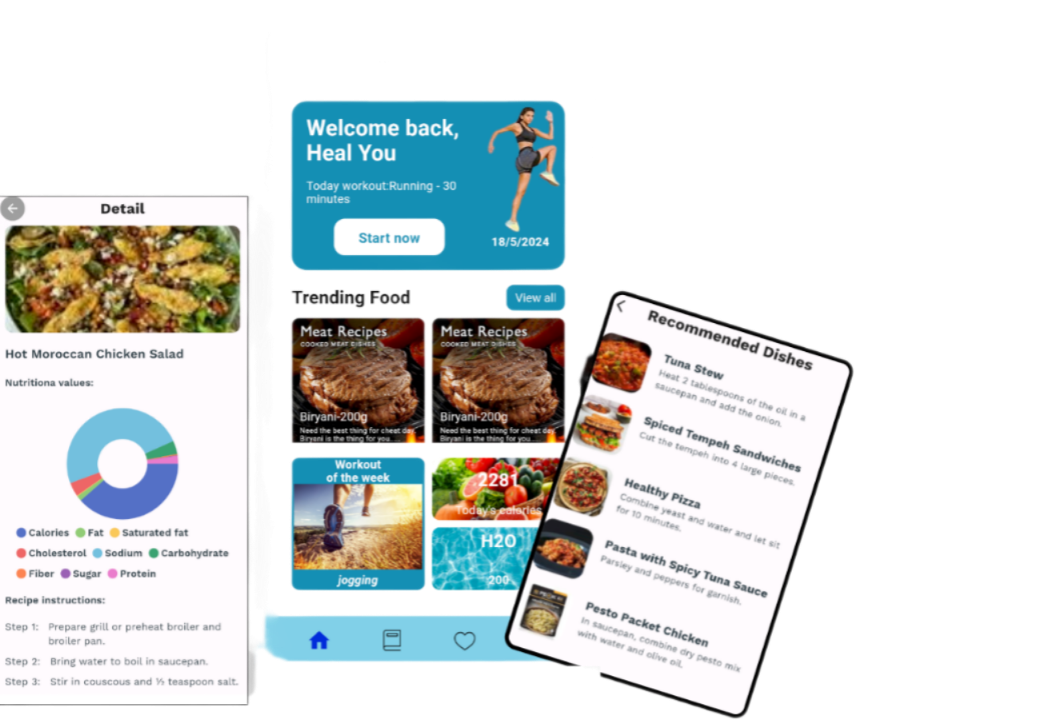 Detail
Hot Moroccan Chicken Salad
Nutritiona values:
Calories Fat Saturated fat
Cholesterol Sodium Carbohydrate
Fiber Sugar Protein
Recipe instructions:
Step 1: Prepare grill or preheat broiler and
broiler pan.
Step 2: Bring water to boil in saucepan.
Step 3: Stir in couscous and ½ teaspoon salt.
Welcome back,
Heal You
Today workout:Running - 30
minutes
Start now
18/5/2024
Trending Food
View all
Meat Recipes
COOKED MEAT DISHES
Biryani-200g
Need the best thing for cheat day
Biryani is the thing for you....
Meat Recipes
COOKED MEAT DISHES
Biryani-200g
Need the best thing for cheat day
Biryani is the thing for you....
Workout
of the week
jogging
2281
Today's calories
H2O
200
Recommended Dishes
Tuna Stew
Heat 2 tablespoons of the oil in a
saucepan and add the onion.
Spiced Tempeh Sandwiches
Cut the tempeh into 4 large pieces.
Healthy Pizza
Combine yeast and water and let sit
for 10 minutes.
Pasta with Spicy Tuna Sauce
Parsley and peppers for garnish.
Pesto Packet Chicken
In saucepan, combine dry pesto mix
with water and olive oil.